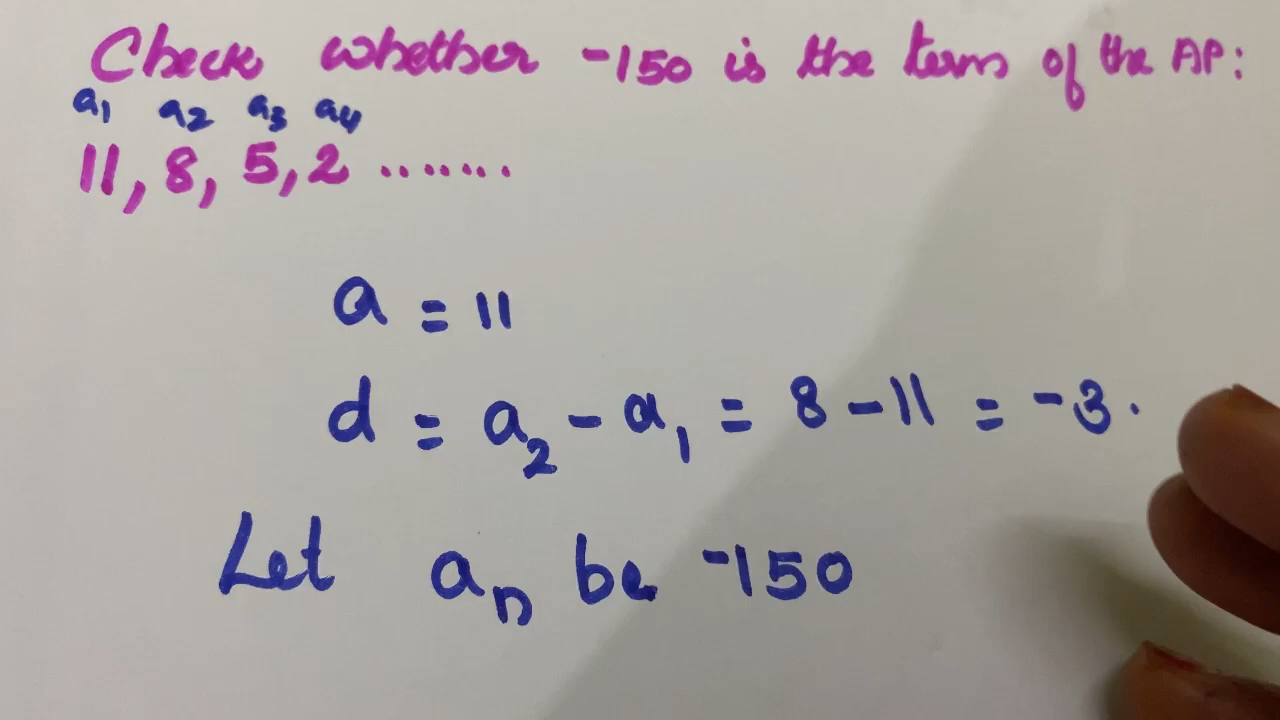 Check whether -150 is the term of the AP:
a1 a2 a3 a4
11, 8, 5, 2 .......
a = 11
d = a2 - a1 = 8 - 11 = -3.
Let an be -150